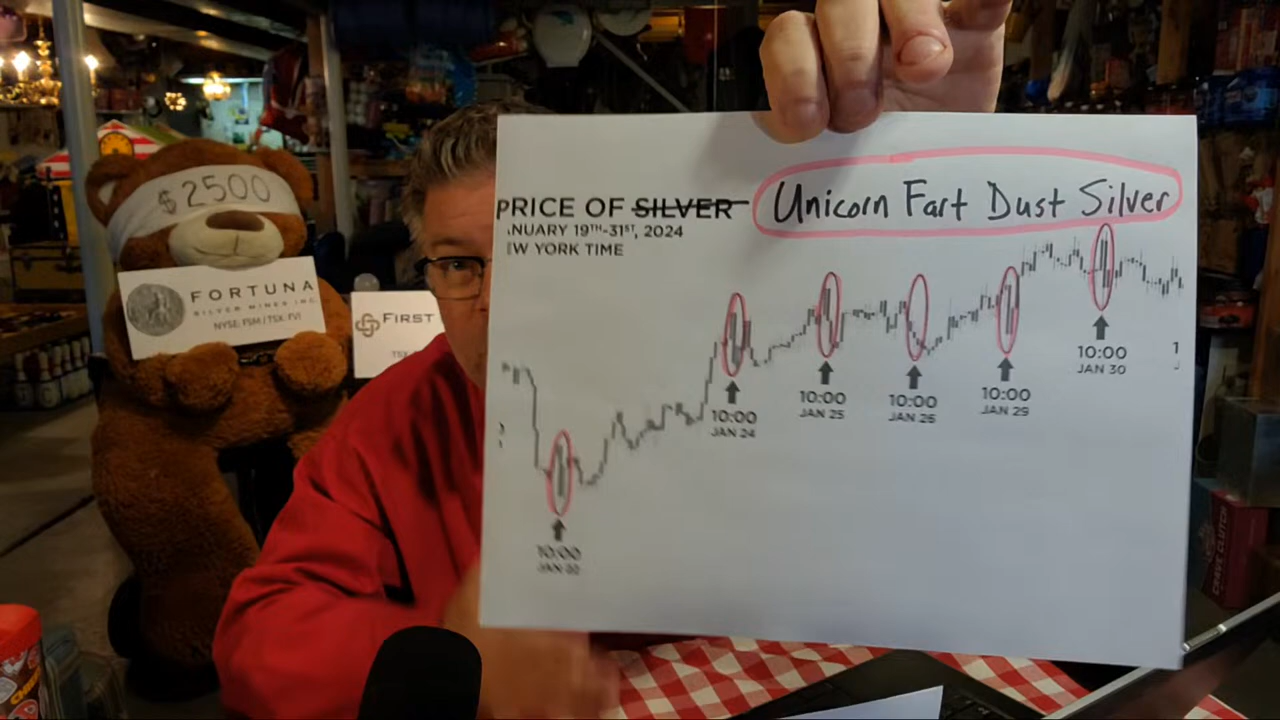 $2500
FORTUNA
SILVER MINES INC.
NYSE: FSM / TSX: FVI
FIRST
PRICE OF SILVER Unicorn Fart Dust Silver
NUARY 19TH-31ST, 2024
W YORK TIME
10:00
JAN 24
10:00
JAN 25
10:00
JAN 26
10:00
JAN 29
10:00
JAN 30
10:00
JAN